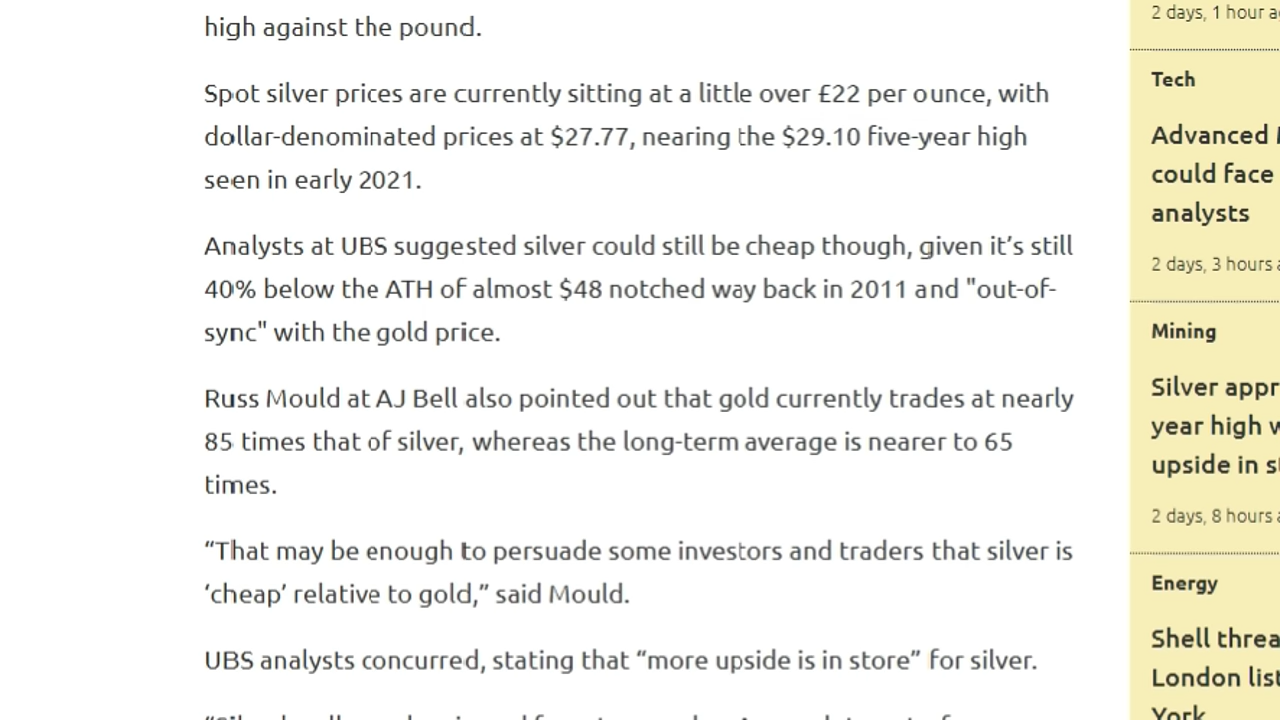 high against the pound.
Spot silver prices are currently sitting at a little over £22 per ounce, with
dollar-denominated prices at $27.77, nearing the $29.10 five-year high
seen in early 2021.
Analysts at UBS suggested silver could still be cheap though, given it’s still
40% below the ATH of almost $48 notched way back in 2011 and "out-of-
sync" with the gold price.
Russ Mould at AJ Bell also pointed out that gold currently trades at nearly
85 times that of silver, whereas the long-term average is nearer to 65
times.
“That may be enough to persuade some investors and traders that silver is
‘cheap’ relative to gold,” said Mould.
UBS analysts concurred, stating that “more upside is in store” for silver.
2 days, 1 hour
Tech
Advanced
could face
analysts
2 days, 3 hours
Mining
Silver appr
year high w
upside in st
2 days, 8 hours
Energy
Shell threa
London list
York